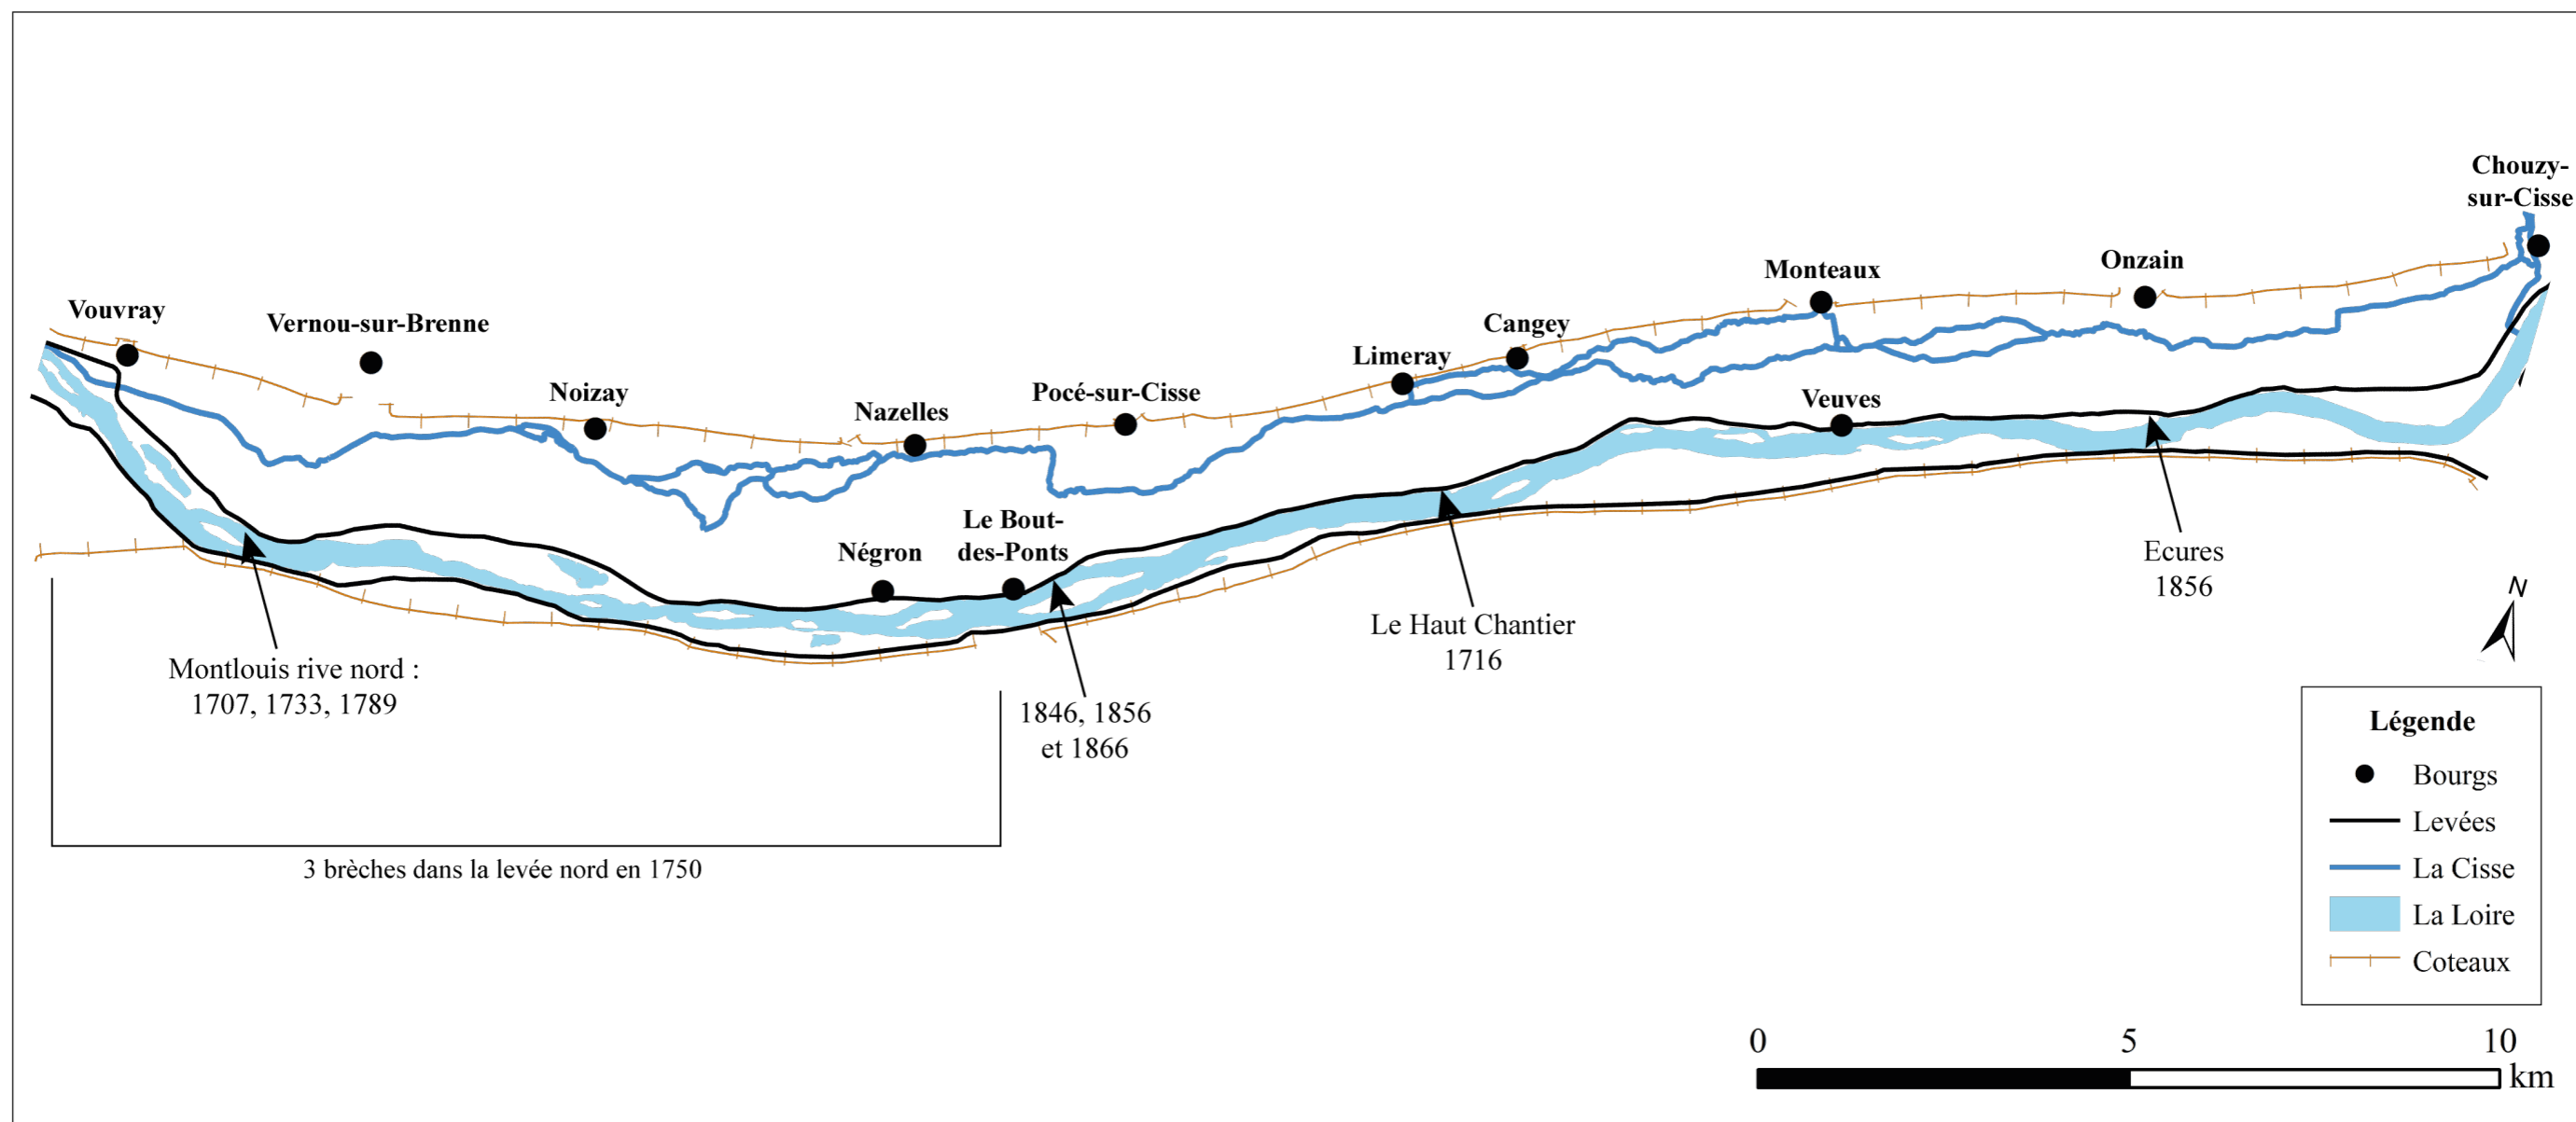 Chouzy-
sur-Cisse
Onzain
Monteaux
Vouvray
Vernou-sur-Brenne
Cangey
Limeray
Noizay
Pocé-sur-Cisse
Nazelles
Veuves
Le Bout-
des-Ponts
Négron
Ecures
1856
Le Haut Chantier
1716
Montlouis rive nord :
1707, 1733, 1789
1846, 1856
et 1866
3 brèches dans la levée nord en 1750
N
Légende
Bourgs
Levées
La Cisse
La Loire
Coteaux
0 5 10
km